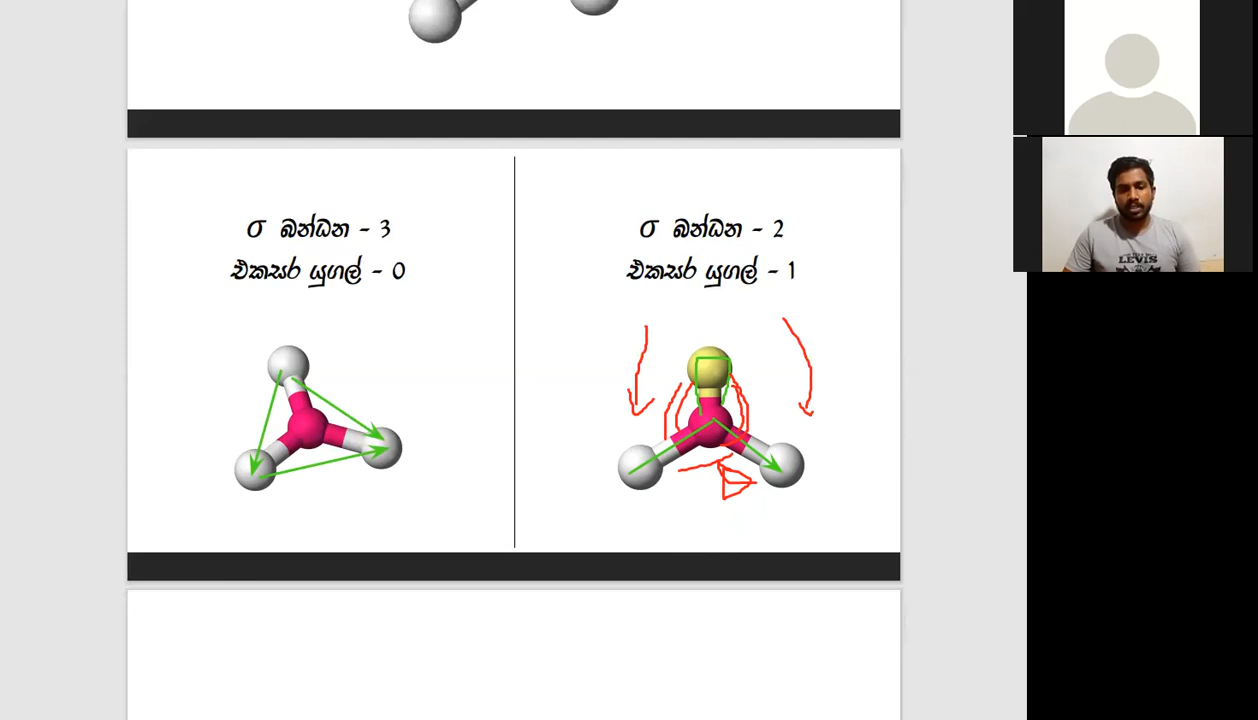 σ බන්ධන - 3
එකසර යුගල් - 0
σ බන්ධන - 2
එකසර යුගල් - 1
LEVIS